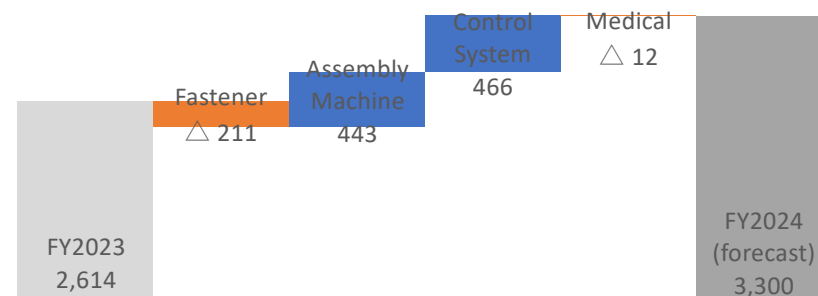 FY2023
2,614
Fastener
△ 211
Assembly
Machine
443
Control
System
466
Medical
△ 12
FY2024
(forecast)
3,300